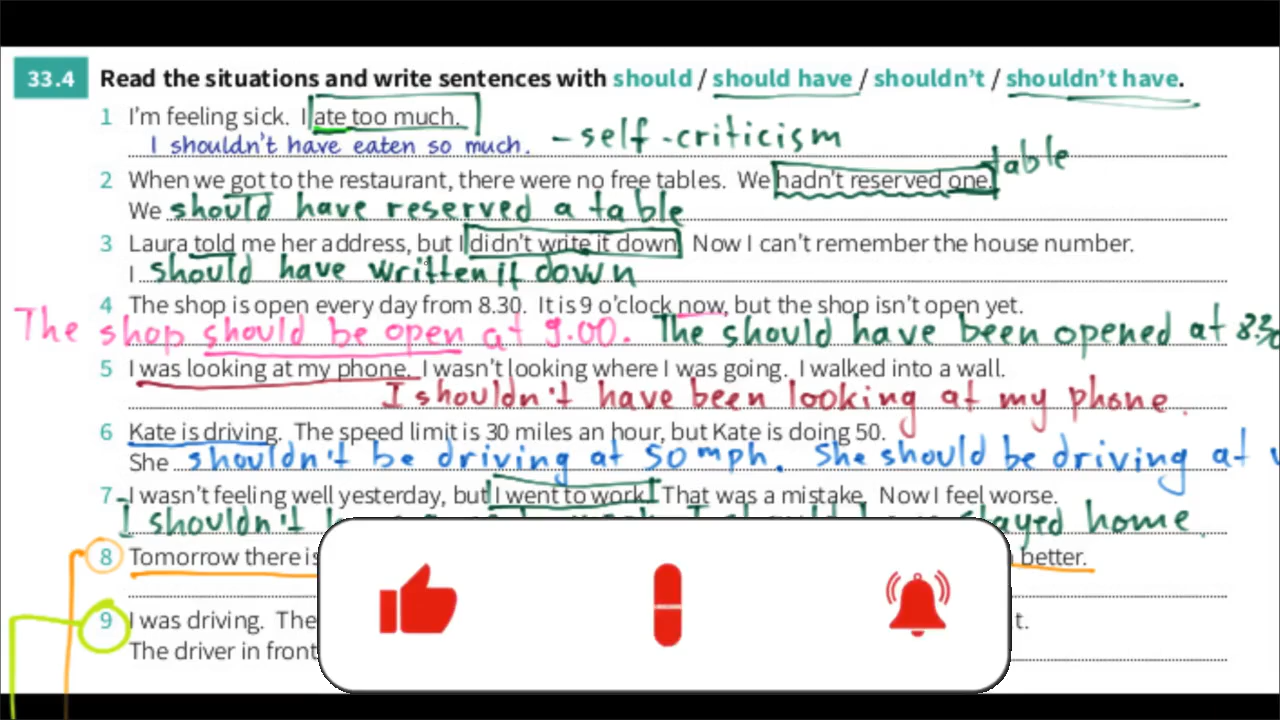 33.4 Read the situations and write sentences with should / should have / shouldn't / shouldn't have.
1 I'm feeling sick. I ate too much.
I shouldn't have eaten so much. - self-criticism
table
2 When we got to the restaurant, there were no free tables. We hadn't reserved one.
We should have reserved a table
3 Laura told me her address, but I didn't write it down. Now I can't remember the house number.
I should have written it down
4 The shop is open every day from 8.30. It is 9 o'clock now, but the shop isn't open yet.
The shop should be open at 9.00. The should have been opened at 8.30
5 I was looking at my phone. I wasn't looking where I was going. I walked into a wall.
I shouldn't have been looking at my phone.
6 Kate is driving. The speed limit is 30 miles an hour, but Kate is doing 50.
She shouldn't be driving at 50 mph. She should be driving at
7 I wasn't feeling well yesterday, but I went to work. That was a mistake. Now I feel worse.
I shouldn't stayed home.
8 Tomorrow there is better.
9 I was driving. The t.
The driver in front